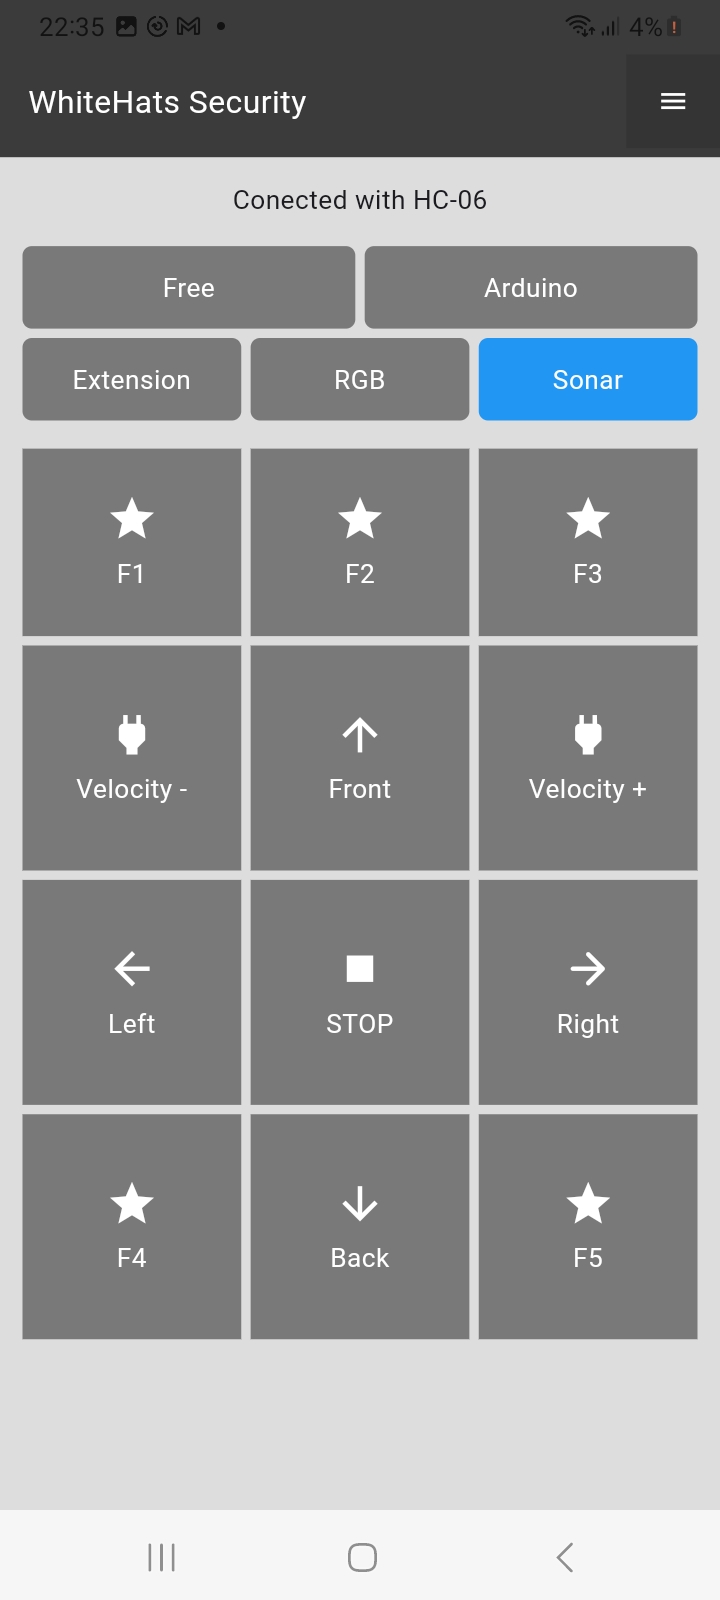 22:35 4%
WhiteHats Security
Conected with HC-06
Free Arduino
Extension RGB Sonar
F1 F2 F3
Velocity - Front Velocity +
Left STOP Right
F4 Back F5